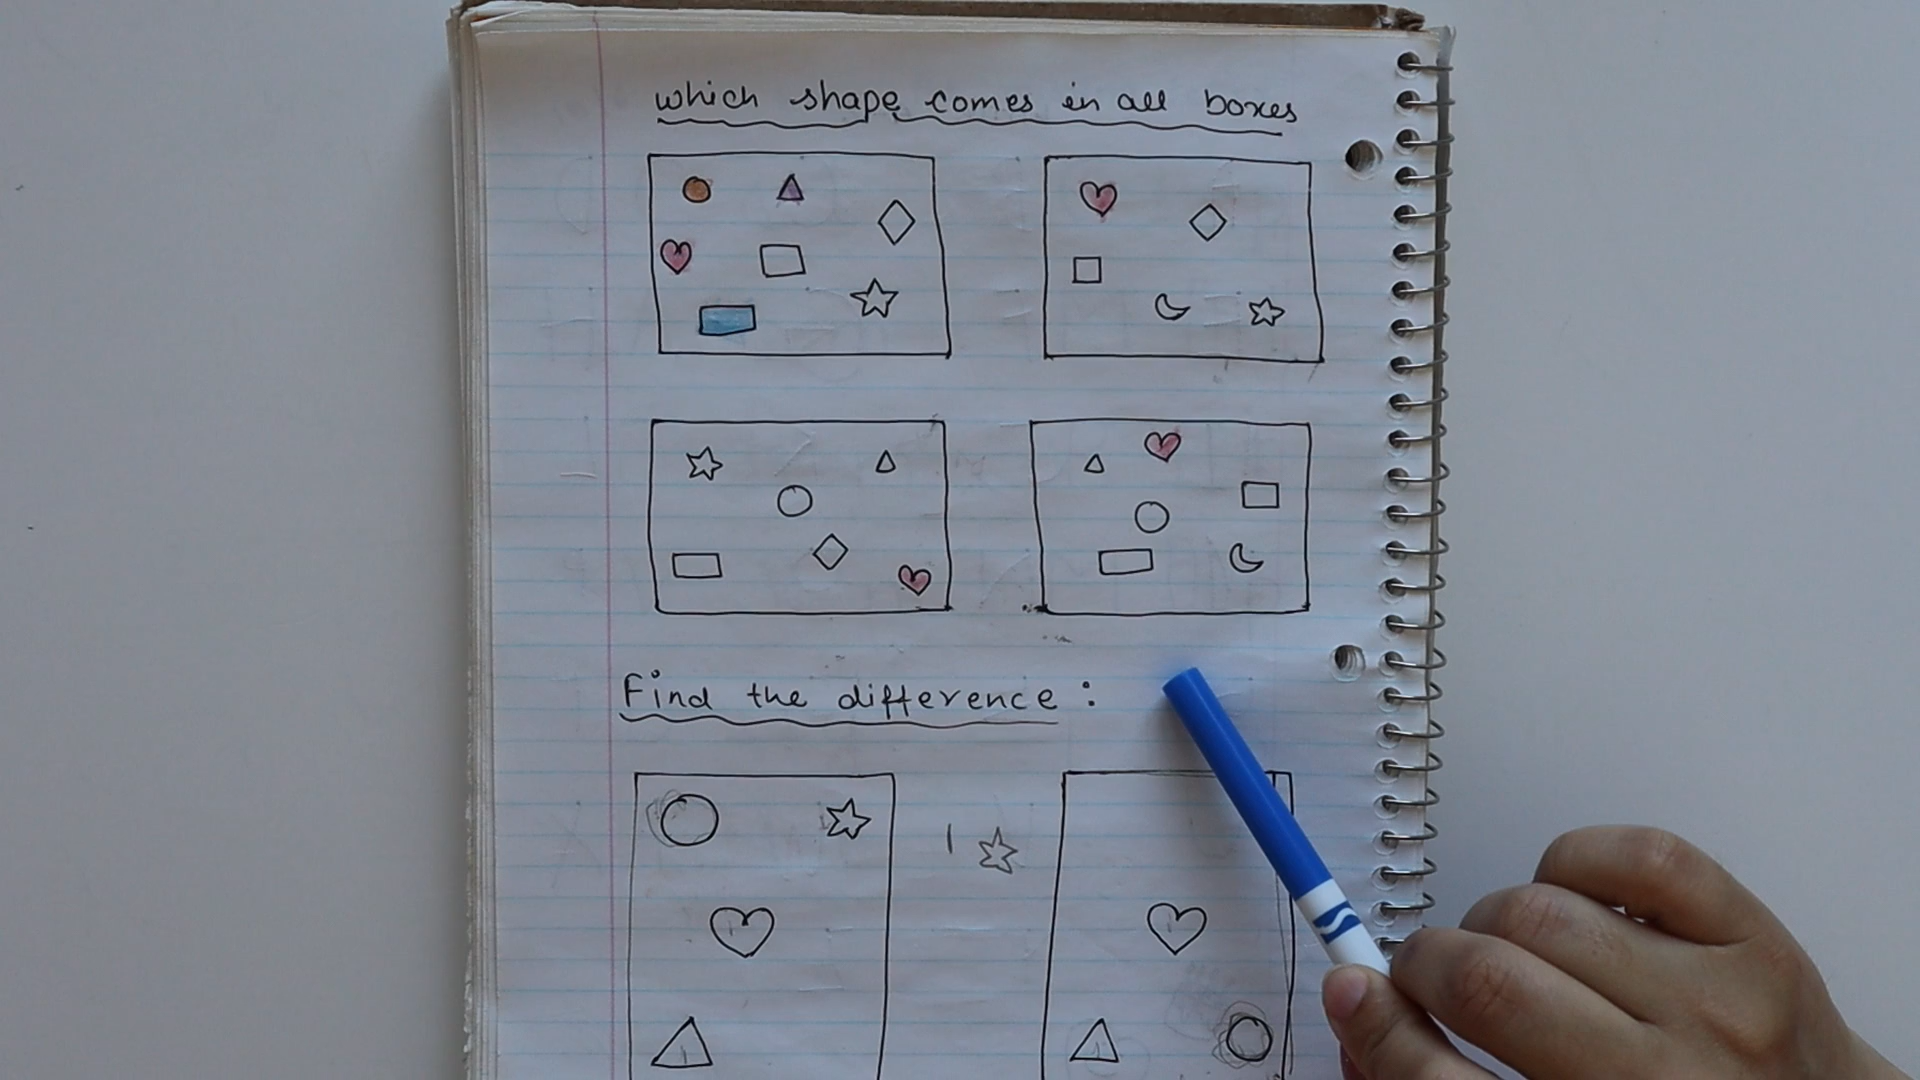 which shape comes in all boxes
Find the difference :